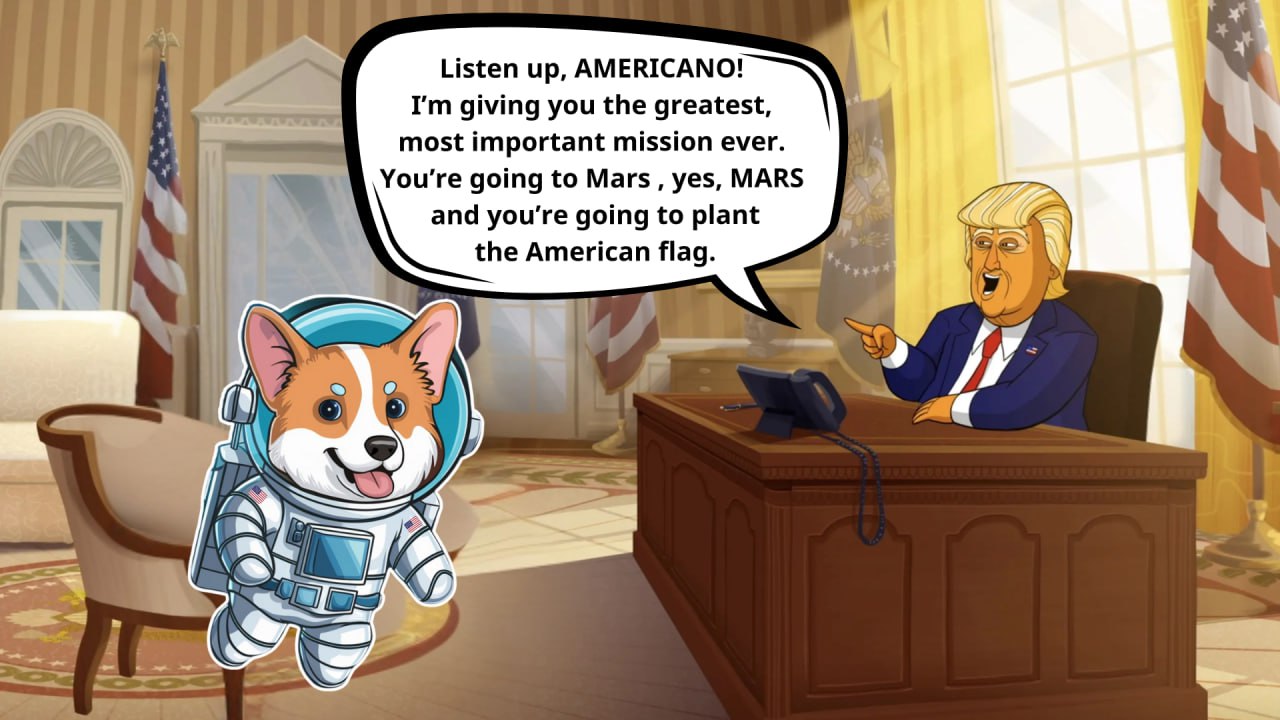 Listen up, AMERICANO!
I’m giving you the greatest,
most important mission ever.
You’re going to Mars , yes, MARS
and you’re going to plant
the American flag.